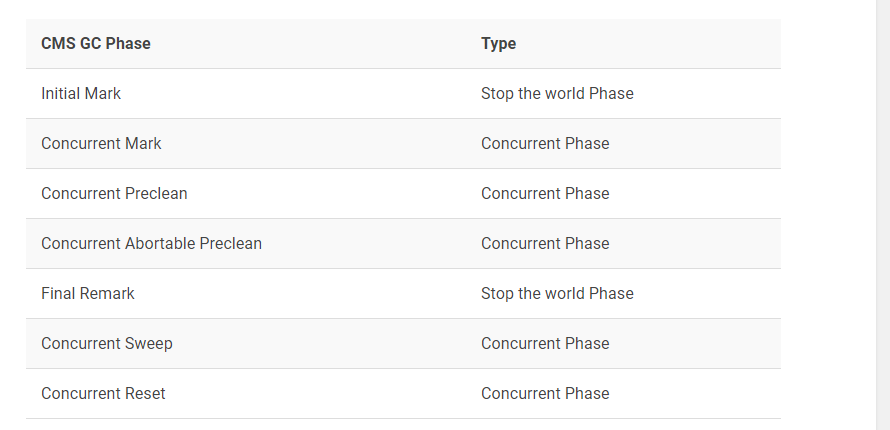 CMS GC Phase Type
Initial Mark Stop the world Phase
Concurrent Mark Concurrent Phase
Concurrent Preclean Concurrent Phase
Concurrent Abortable Preclean Concurrent Phase
Final Remark Stop the world Phase
Concurrent Sweep Concurrent Phase
Concurrent Reset Concurrent Phase